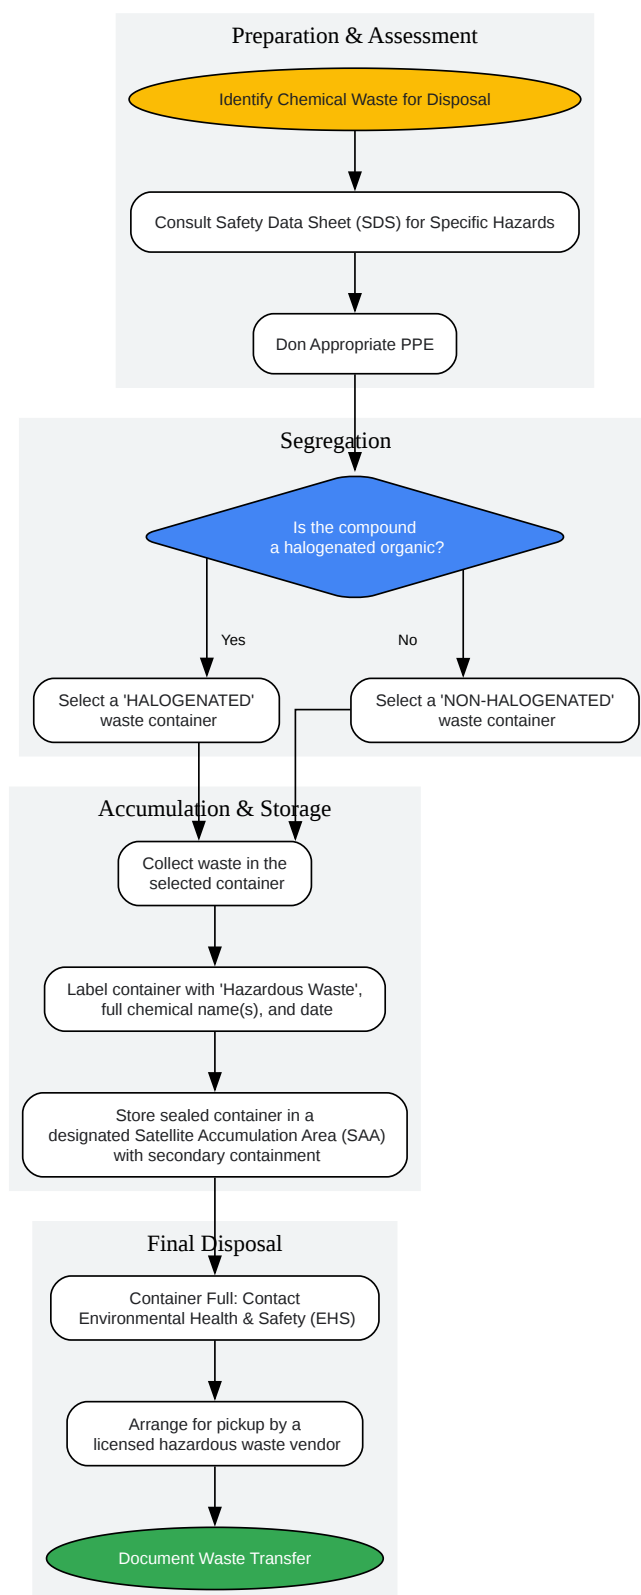 Preparation & Assessment
Identify Chemical Waste for Disposal
Consult Safety Data Sheet (SDS) for Specific Hazards
Don Appropriate PPE
Segregation
Is the compound
a halogenated organic?
Yes
No
Select a 'HALOGENATED'
waste container
Select a 'NON-HALOGENATED'
waste container
Accumulation & Storage
Collect waste in the
selected container
Label container with 'Hazardous Waste',
full chemical name(s), and date
Store sealed container in a
designated Satellite Accumulation Area (SAA)
with secondary containment
Final Disposal
Container Full: Contact
Environmental Health & Safety (EHS)
Arrange for pickup by a
licensed hazardous waste vendor
Document Waste Transfer